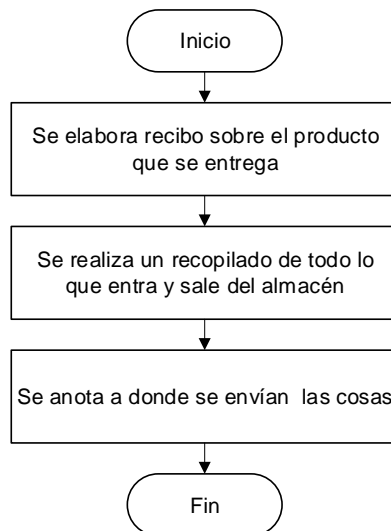 Inicio
Se elabora recibo sobre el producto
que se entrega
Se realiza un recopilado de todo lo
que entra y sale del almacén
Se anota a donde se envían  las cosas
Fin